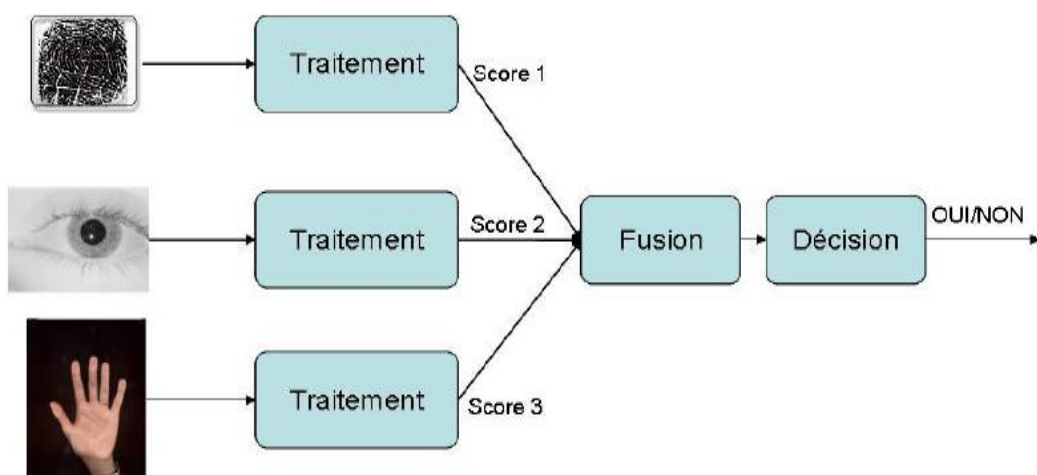 Traitement
Score 1
Traitement
Score 2
Fusion
Décision
OUI/NON
Traitement
Score 3